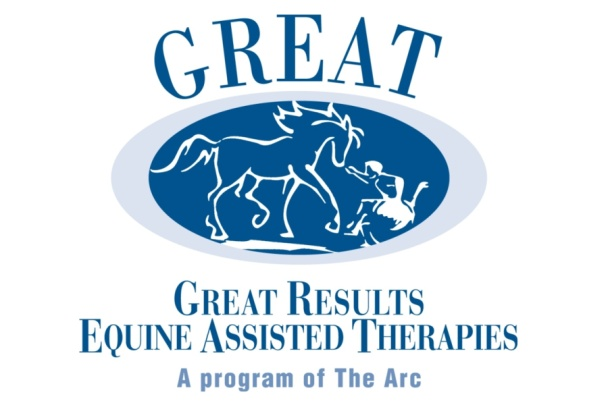 GREAT
GREAT RESULTS
EQUINE ASSISTED THERAPIES
A program of The Arc